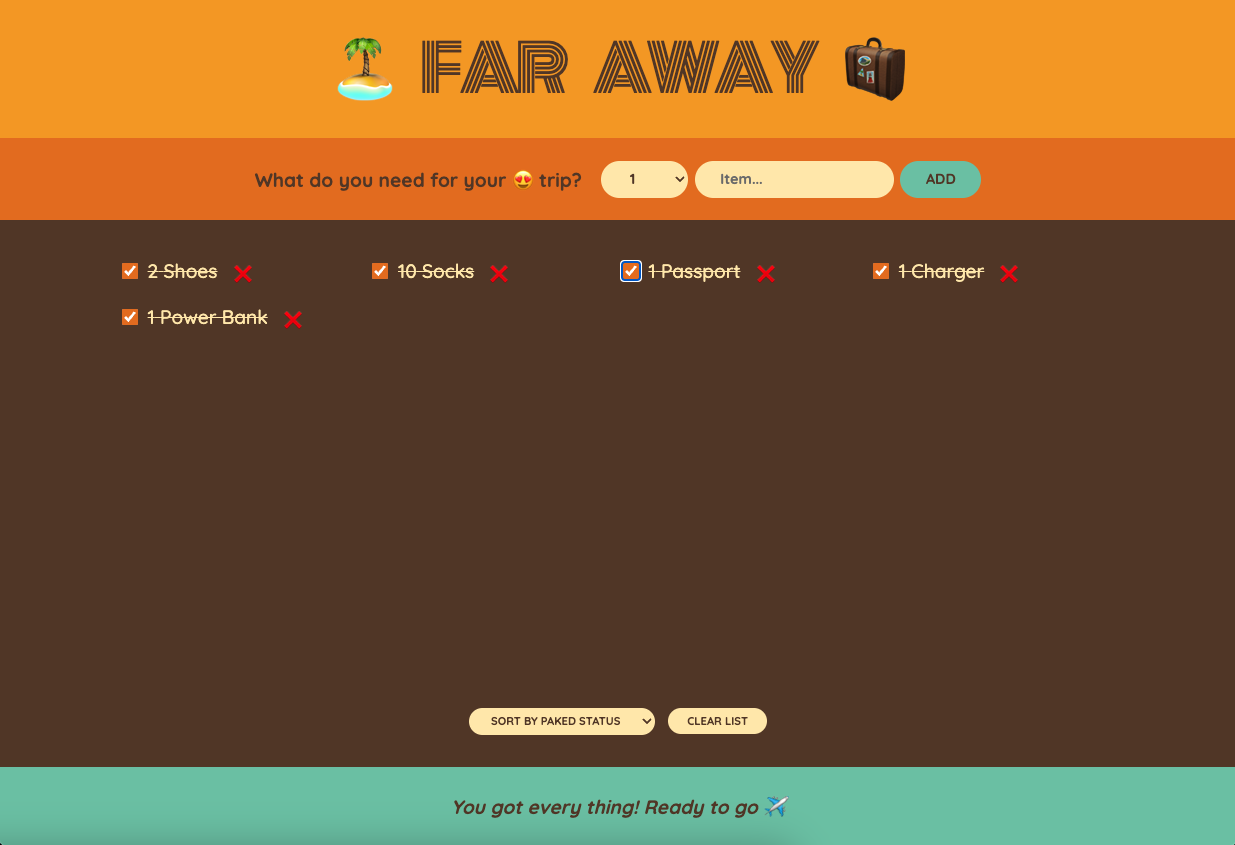 🏝️ FAR AWAY 🧳
What do you need for your 😍 trip? 1 Item... ADD
2 Shoes ❌ 10 Socks ❌ 1 Passport ❌ 1 Charger ❌
1 Power Bank ❌
SORT BY PAKED STATUS CLEAR LIST
You got every thing! Ready to go ✈️